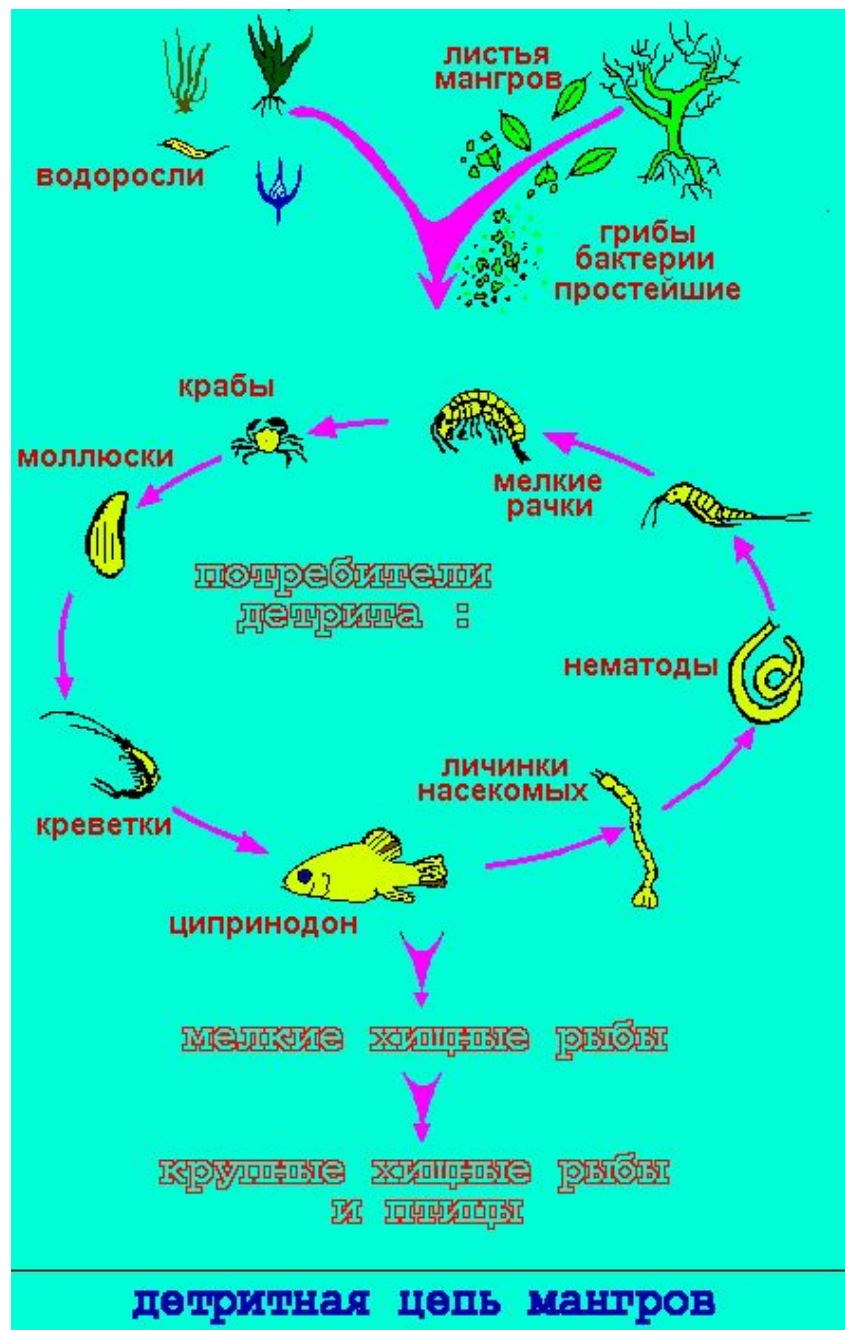 листья
мангров
водоросли
грибы
бактерии
простейшие
крабы
моллюски
мелкие
рачки
потребители
детрита :
нематоды
личинки
насекомых
креветки
ципринодон
мелкие хищные рыбы
крупные хищные рыбы
и птицы
детритная цепь мангров